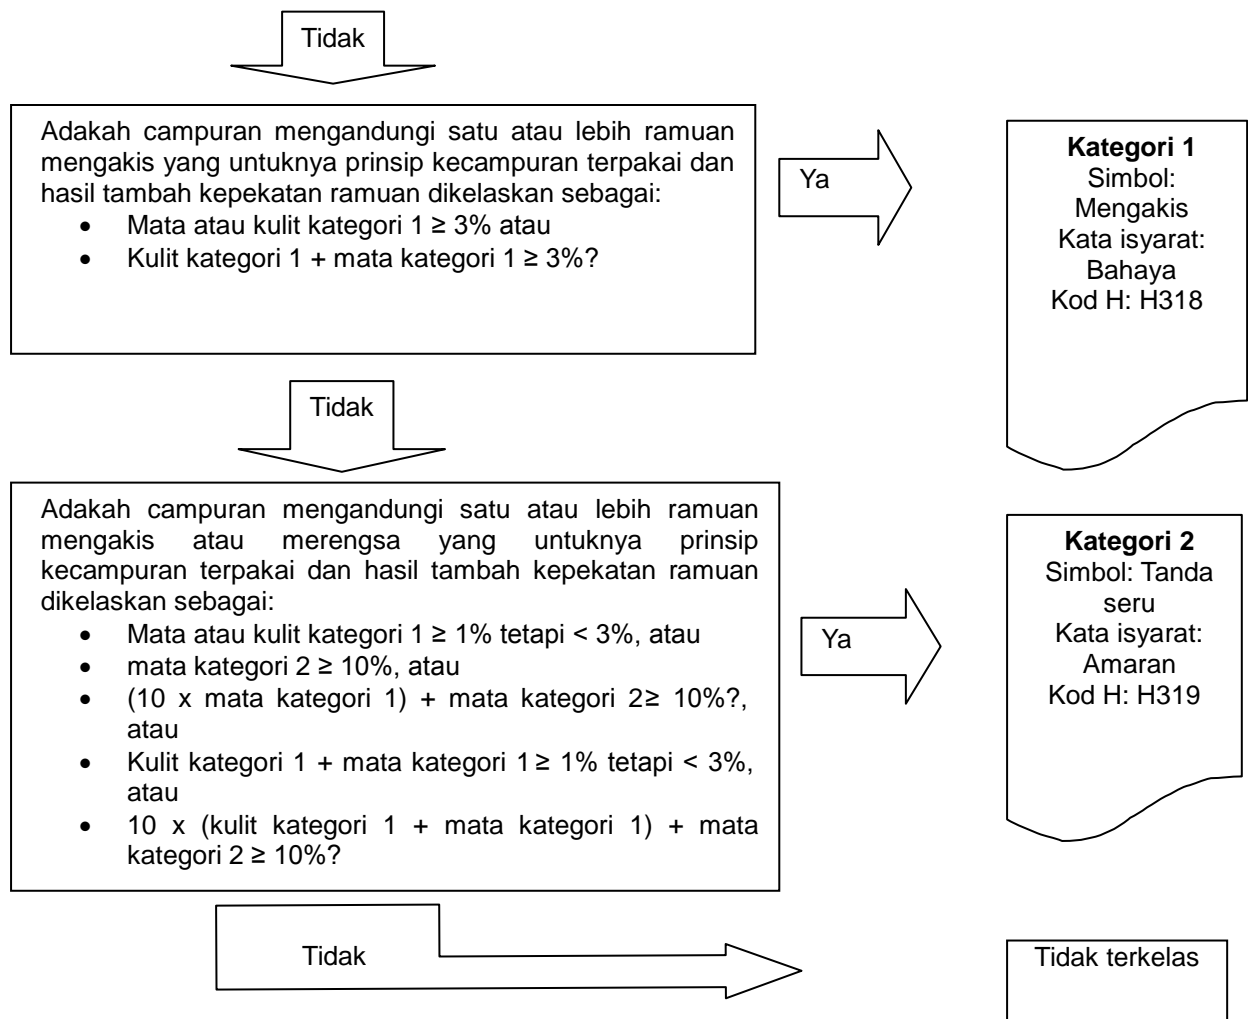 Tidak
Adakah campuran mengandungi satu atau lebih ramuan
mengakis yang untuknya prinsip kecampuran terpakai dan
hasil tambah kepekatan ramuan dikelaskan sebagai:
• Mata atau kulit kategori 1 ≥ 3% atau
• Kulit kategori 1 + mata kategori 1 ≥ 3%?
Ya
Kategori 1
Simbol:
Mengakis
Kata isyarat:
Bahaya
Kod H: H318
Tidak
Adakah campuran mengandungi satu atau lebih ramuan
mengakis atau merengsa yang untuknya prinsip
kecampuran terpakai dan hasil tambah kepekatan ramuan
dikelaskan sebagai:
• Mata atau kulit kategori 1 ≥ 1% tetapi < 3%, atau
• mata kategori 2 ≥ 10%, atau
• (10 x mata kategori 1) + mata kategori 2≥ 10%?,
atau
• Kulit kategori 1 + mata kategori 1 ≥ 1% tetapi < 3%,
atau
• 10 x (kulit kategori 1 + mata kategori 1) + mata
kategori 2 ≥ 10%?
Ya
Kategori 2
Simbol: Tanda
seru
Kata isyarat:
Amaran
Kod H: H319
Tidak
Tidak terkelas